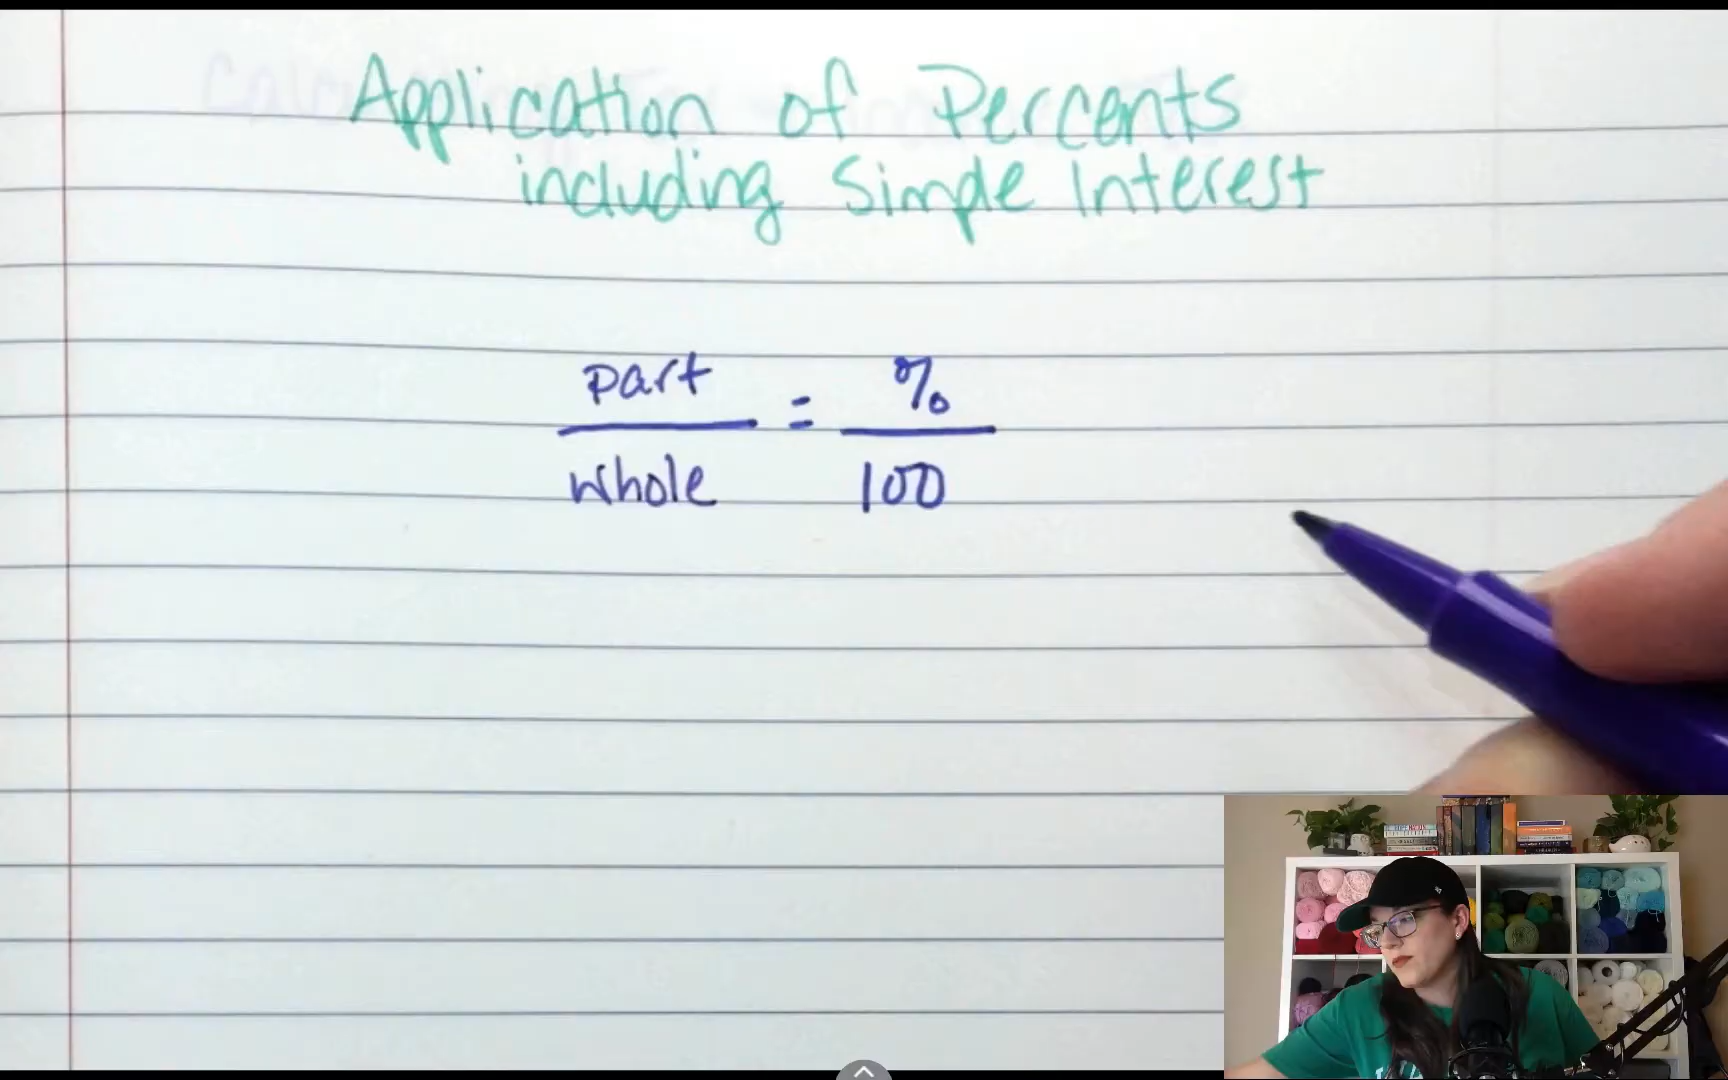 Application of Percents
including Simple Interest
part = %
whole 100